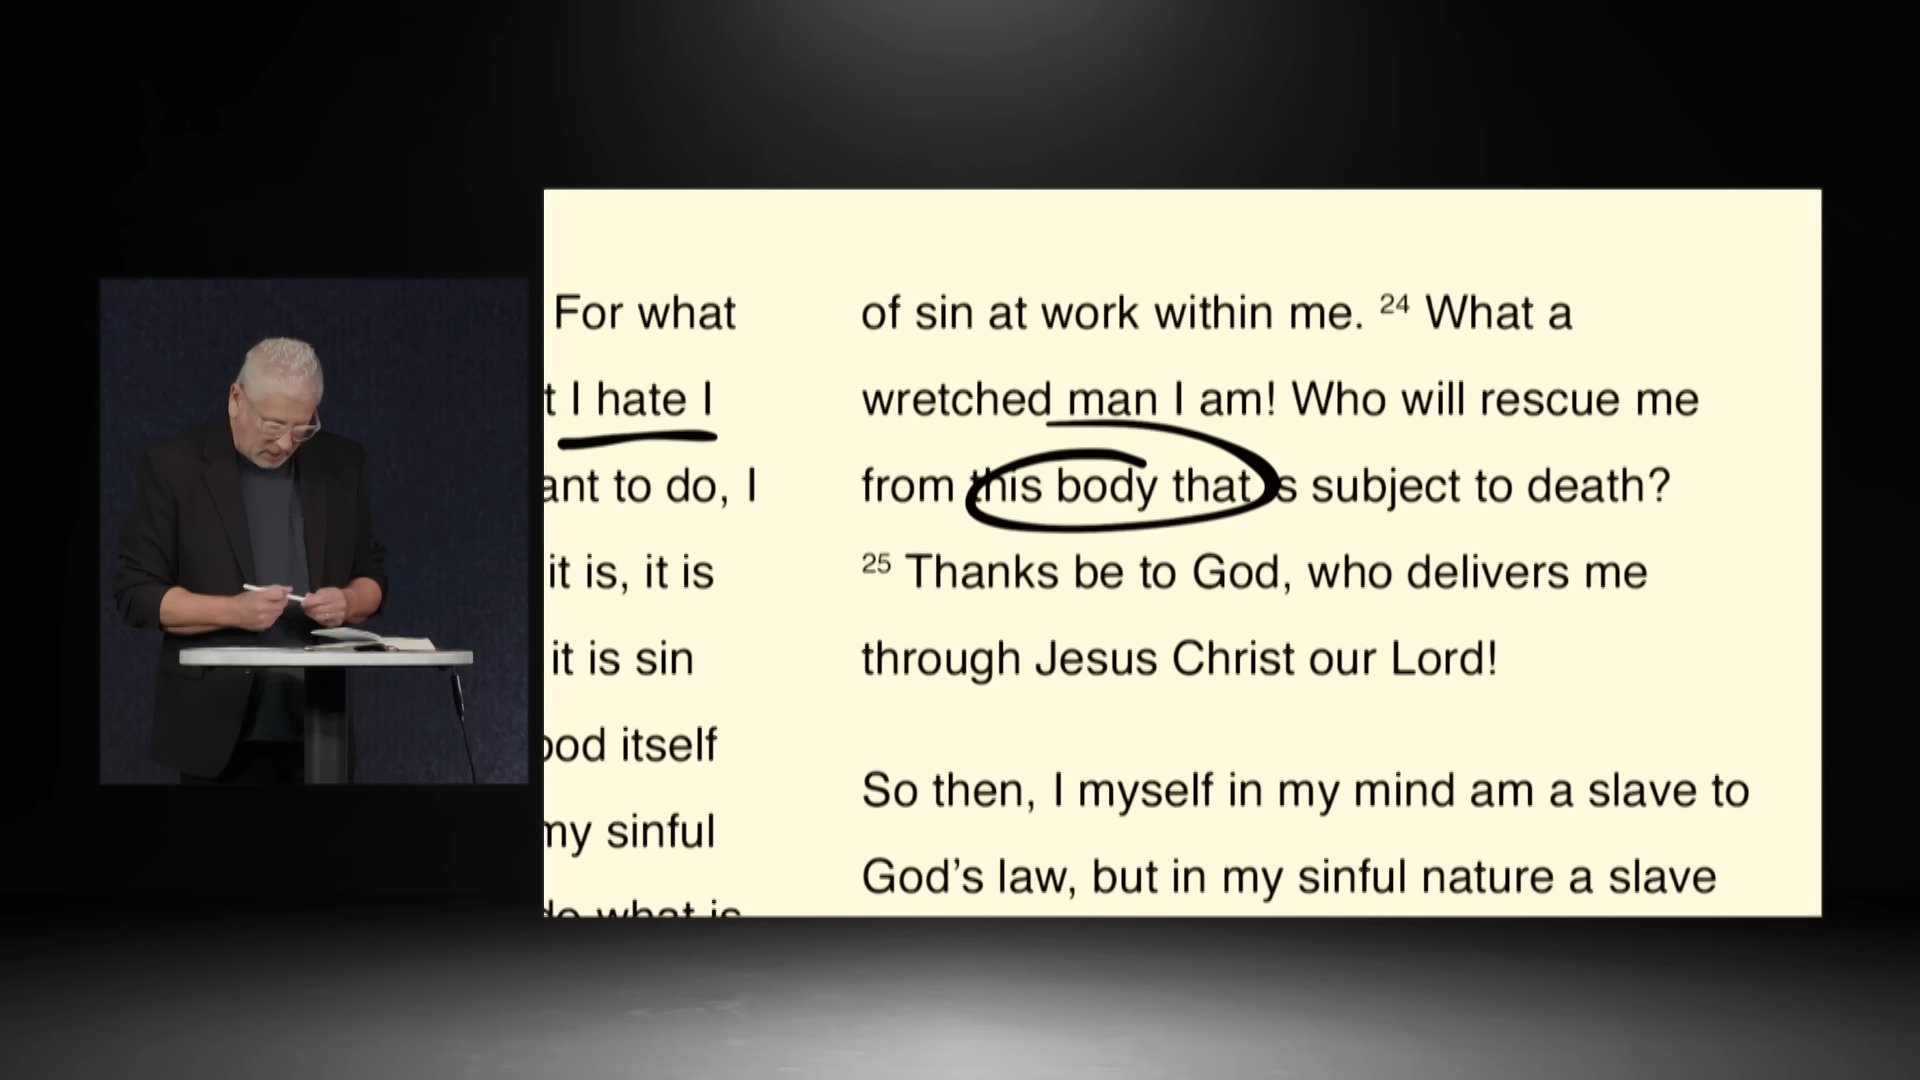 For what
t I hate I
ant to do, I
it is, it is
it is sin
ood itself
my sinful
do what is
of sin at work within me. 24 What a
wretched man I am! Who will rescue me
from this body that is subject to death?
25 Thanks be to God, who delivers me
through Jesus Christ our Lord!
So then, I myself in my mind am a slave to
God’s law, but in my sinful nature a slave